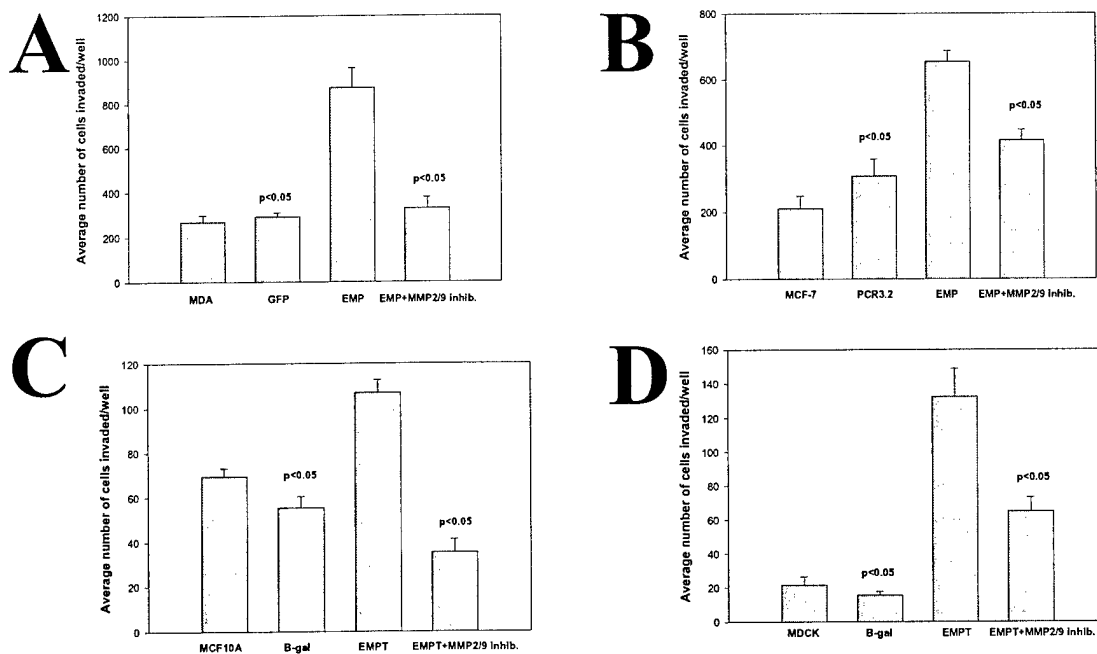 A
Average number of cells invaded/well
1200
1000
800
600
400
200
0
p<0.05
p<0.05
MDA GFP EMP EMP+MMP2/9 inhib.
B
Average number of cells invaded/well
800
600
400
200
0
p<0.05
p<0.05
MCF-7 PCR3.2 EMP EMP+MMP2/9 inhib.
C
Average number of cells invaded/well
120
100
80
60
40
20
0
p<0.05
p<0.05
MCF10A B-gal EMPT EMPT+MMP2/9 inhib.
D
Average number of cells invaded/well
160
140
120
100
80
60
40
20
0
p<0.05
p<0.05
MDCK B-gal EMPT EMPT+MMP2/9 inhib.